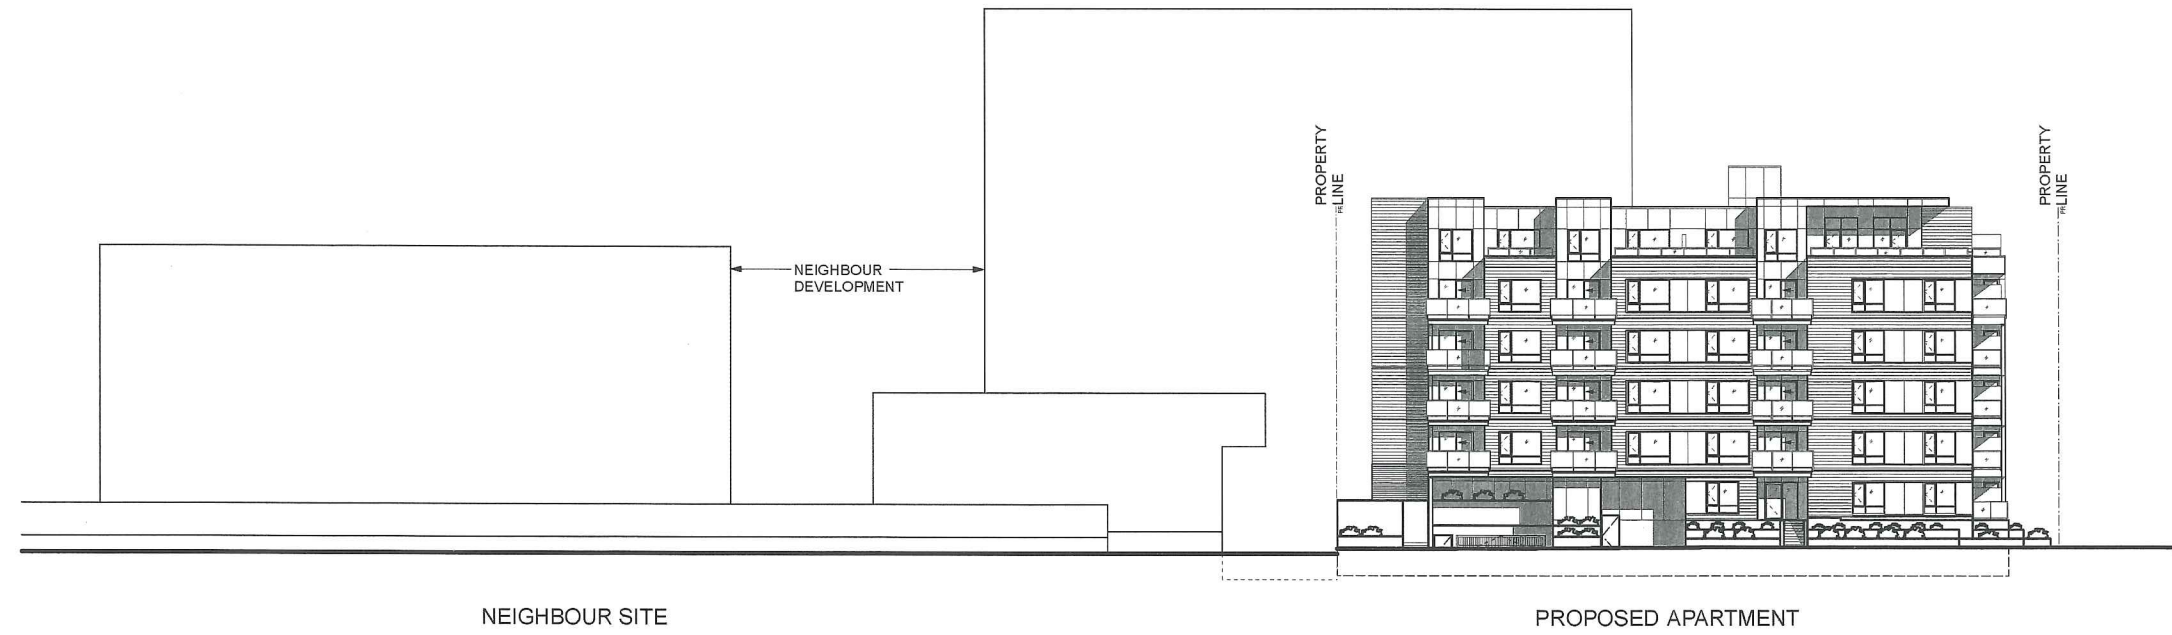 NEIGHBOUR
DEVELOPMENT
PROPERTY
LINE
PROPERTY
LINE
NEIGHBOUR SITE
PROPOSED APARTMENT